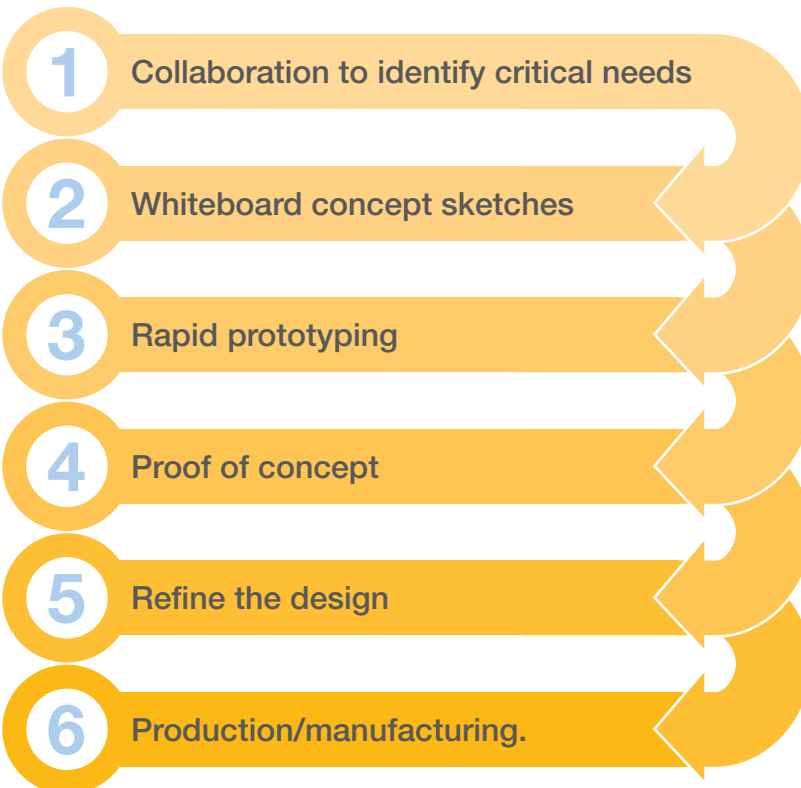 1 Collaboration to identify critical needs
2 Whiteboard concept sketches
3 Rapid prototyping
4 Proof of concept
5 Refine the design
6 Production/manufacturing.